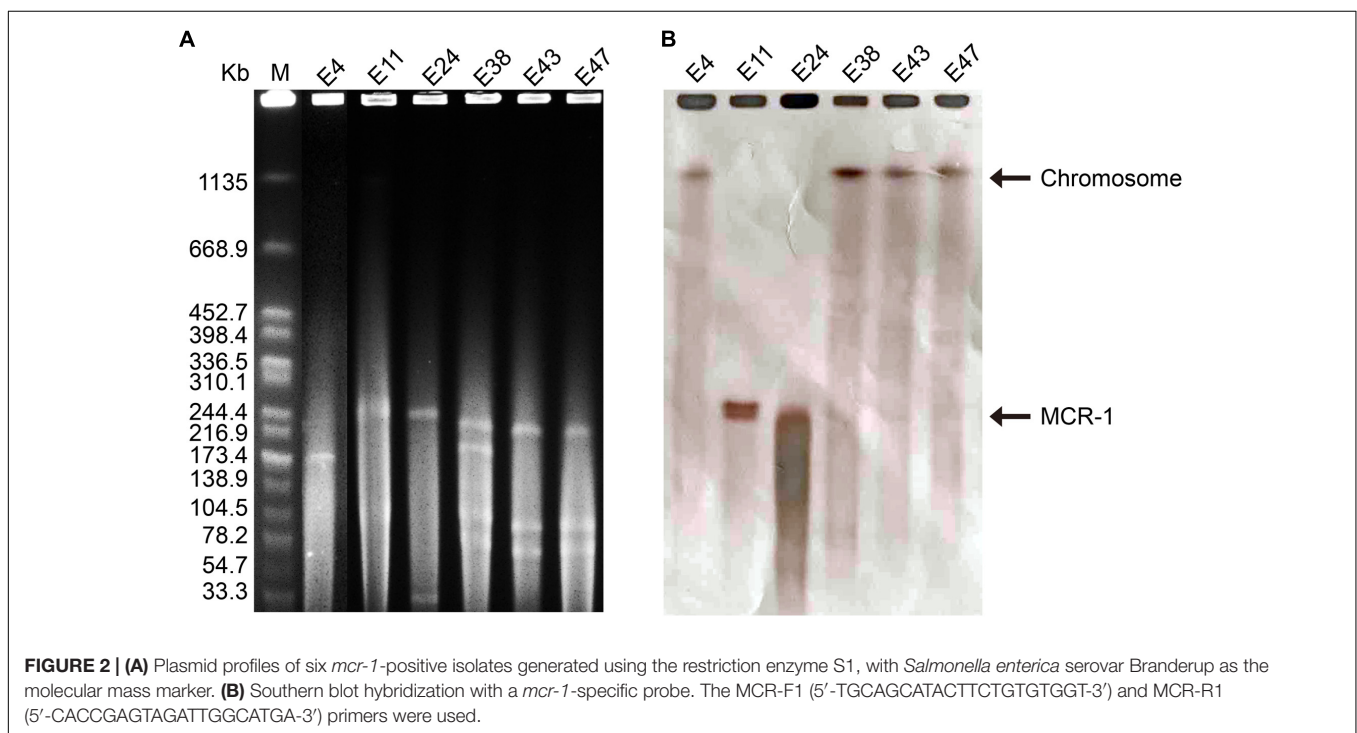 A
B
Kb M E4 E11 E24 E38 E43 E47
E4 E11 E24 E38 E43 E47
1135
668.9
452.7
398.4
336.5
310.1
244.4
216.9
173.4
138.9
104.5
78.2
54.7
33.3
Chromosome
MCR-1
FIGURE 2 | (A) Plasmid profiles of six mcr-1-positive isolates generated using the restriction enzyme S1, with Salmonella enterica serovar Branderup as the
molecular mass marker. (B) Southern blot hybridization with a mcr-1-specific probe. The MCR-F1 (5′-TGCAGCATACTTCTGTGTGGT-3′) and MCR-R1
(5′-CACCGAGTAGATTGGCATGA-3′) primers were used.